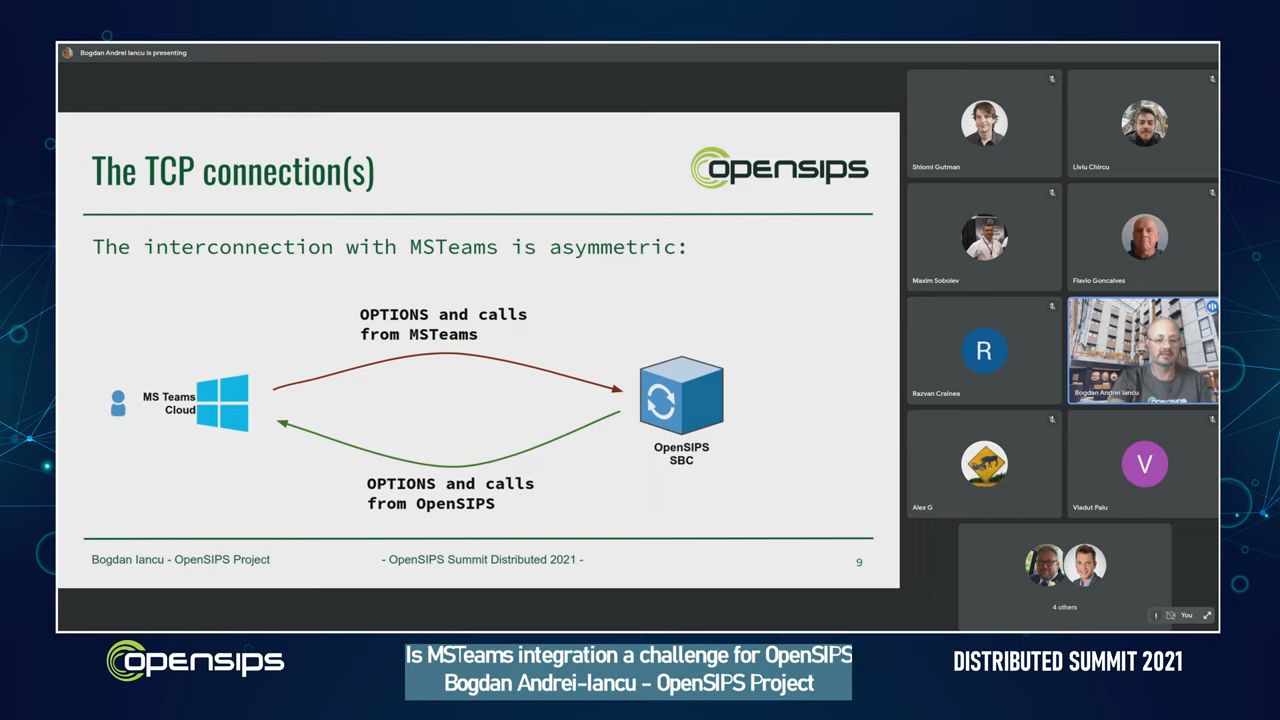 Bogdan Andrei Iancu is presenting
The TCP connection(s)
opensips
The interconnection with MSTeams is asymmetric:
OPTIONS and calls
from MSTeams
MS Teams
Cloud
OpenSIPS
SBC
OPTIONS and calls
from OpenSIPS
Bogdan Iancu - OpenSIPS Project
- OpenSIPS Summit Distributed 2021 -
9
Shlomi Gutman
Liviu Chircu
Maxim Sobolev
Flavio Goncalves
R
Razvan Crainea
Bogdan Andrei Iancu
Alex G
V
Vladut Paiu
4 others
You
opensips
Is MSTeams integration a challenge for OpenSIPS
Bogdan Andrei-Iancu - OpenSIPS Project
DISTRIBUTED SUMMIT 2021